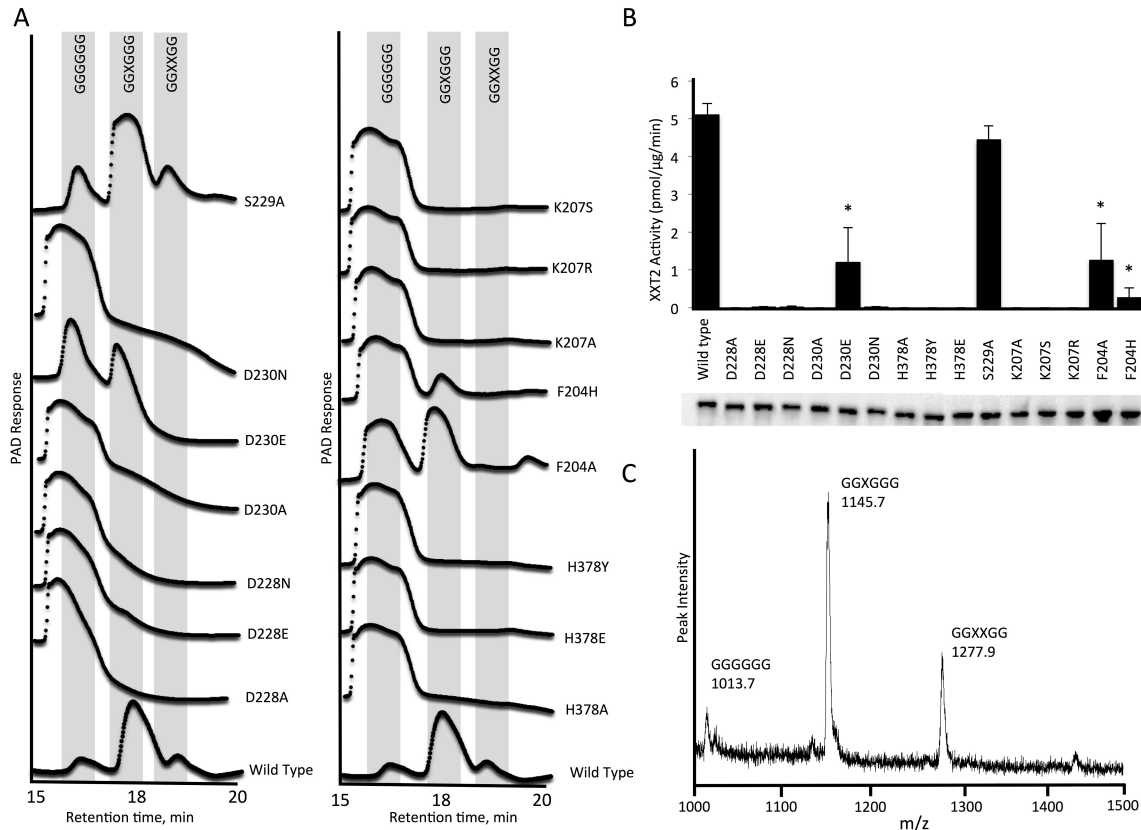 A
GGGGGG
GGXGGG
GGXXGG
S229A
D230N
D230E
D230A
D228N
D228E
D228A
Wild Type
PAD Response
15
18
20
Retention time, min
GGGGGG
GGXGGG
GGXXGG
K207S
K207R
K207A
F204H
F204A
H378Y
H378E
H378A
Wild Type
PAD Response
15
18
20
Retention time, min
B
XXT2 Activity (pmol/µg/min)
6
5
4
3
2
1
0
*
*
*
Wild type
D228A
D228E
D228N
D230A
D230E
D230N
H378A
H378Y
H378E
S229A
K207A
K207S
K207R
F204A
F204H
C
Peak Intensity
GGGGGG
1013.7
GGXGGG
1145.7
GGXXGG
1277.9
1000
1100
1200
1300
1400
1500
m/z